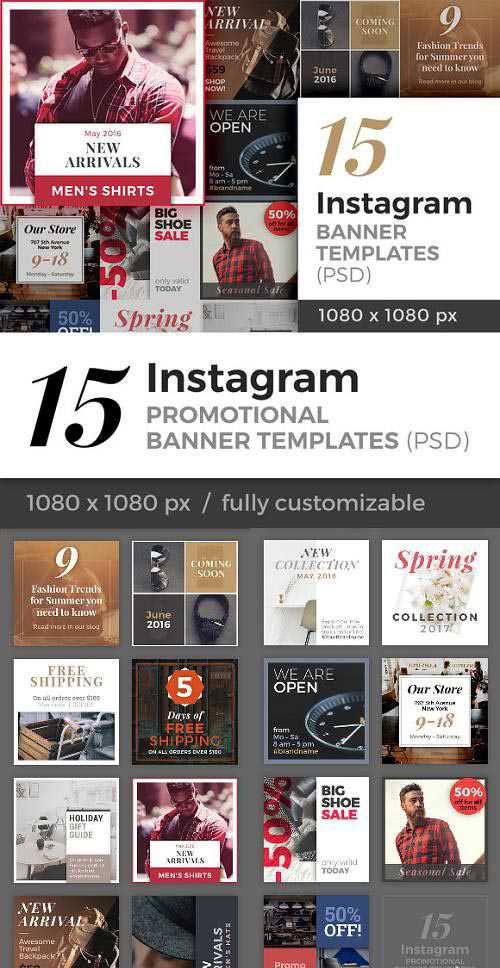 May 2016
NEW
ARRIVALS
MEN'S SHIRTS
NEW
ARRIVAL
Awesome
Travel
Backpack
$59
SHOP
NOW!
COMING
SOON
June
2016
9
Fashion Trends
for Summer you
need to know
Read more in our blog
WE ARE
OPEN
from
Mo - Sa
8 am - 5 pm
#brandname
15
Instagram
BANNER
TEMPLATES
(PSD)
1080 x 1080 px
Our Store
767 5th Avenue
New York
9-18
Monday - Saturday
-50%
BIG
SHOE
SALE
only valid
TODAY
50%
off for all
items
Seasonal Sale
50%
OFF!
Spring
15
Instagram
PROMOTIONAL
BANNER TEMPLATES (PSD)
1080 x 1080 px / fully customizable
9
Fashion Trends
for Summer you
need to know
Read more in our blog
COMING
SOON
June
2016
NEW
COLLECTION
MAY 2016
Spring
COLLECTION
2017
FREE
SHIPPING
On all orders over $100
5
Days of
FREE
SHIPPING
ON ALL ORDERS OVER $100
WE ARE
OPEN
from
Mo - Sa
8 am - 5 pm
#brandname
Our Store
767 5th Avenue
New York
9-18
Monday - Saturday
HOLIDAY
GIFT
GUIDE
NEW
ARRIVALS
MEN'S SHIRTS
-50%
BIG
SHOE
SALE
only valid
TODAY
50%
off for all
items
Seasonal Sale
NEW
ARRIVAL
Awesome
Travel
Backpack
MEN'S HATS
50%
OFF!
Promo
15
Instagram
PROMOTIONAL